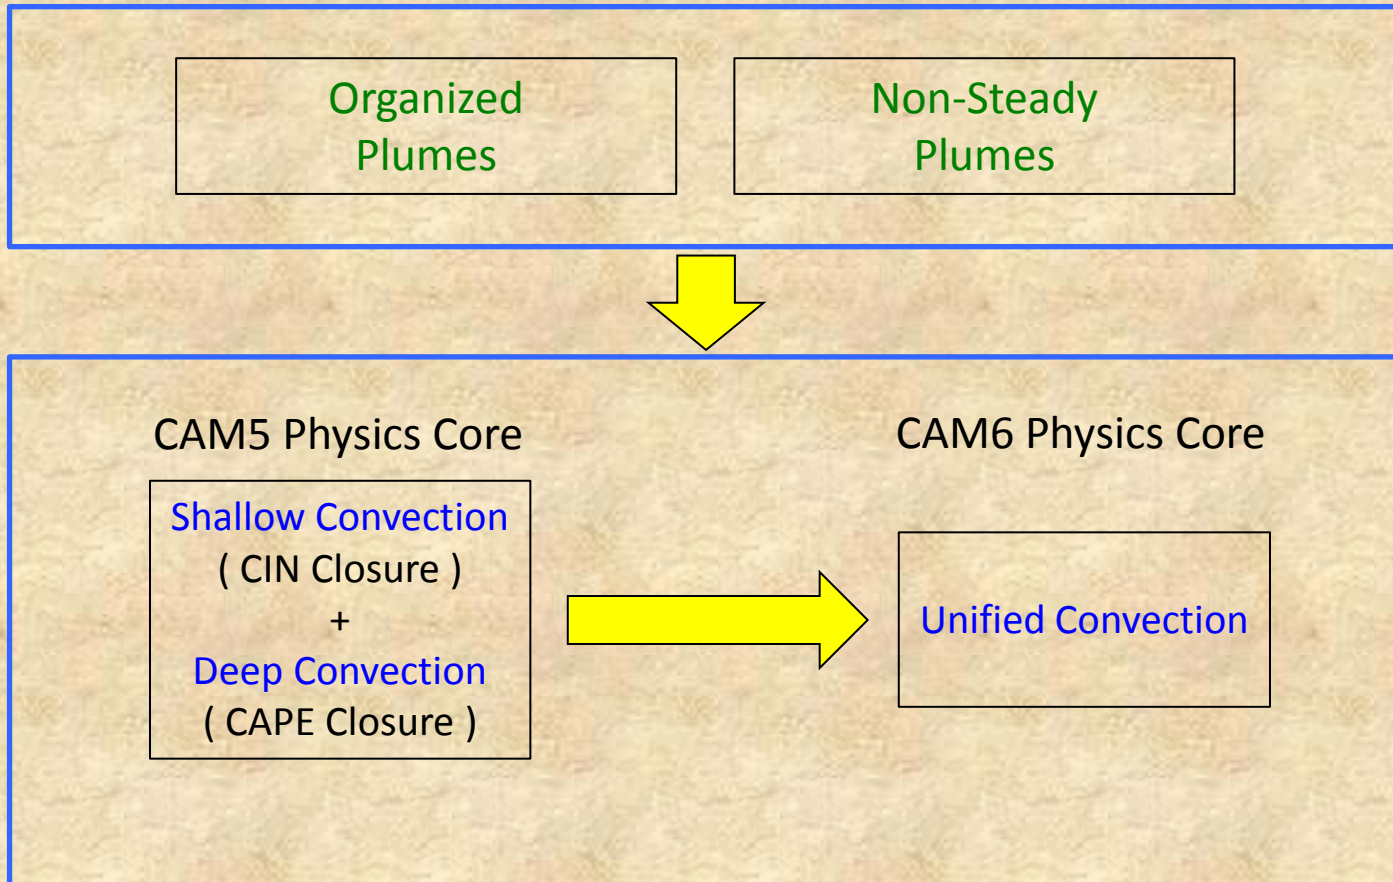 Organized
Plumes
Non-Steady
Plumes
CAM5 Physics Core
CAM6 Physics Core
Shallow Convection
( CIN Closure )
+
Deep Convection
( CAPE Closure )
Unified Convection